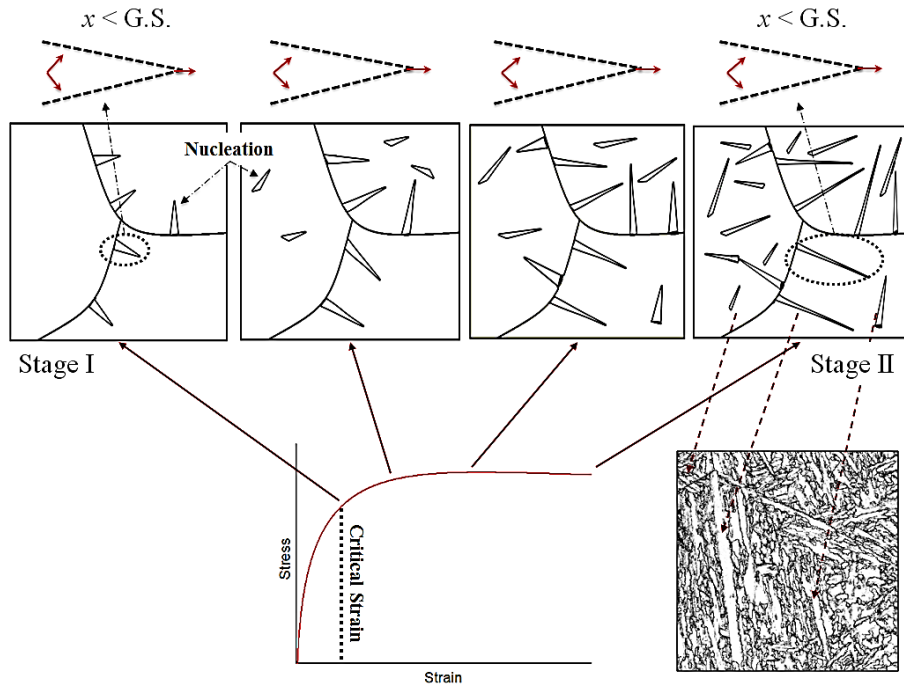 x < G.S.
x < G.S.
Nucleation
Stage I
Stage II
Stress
Critical Strain
Strain